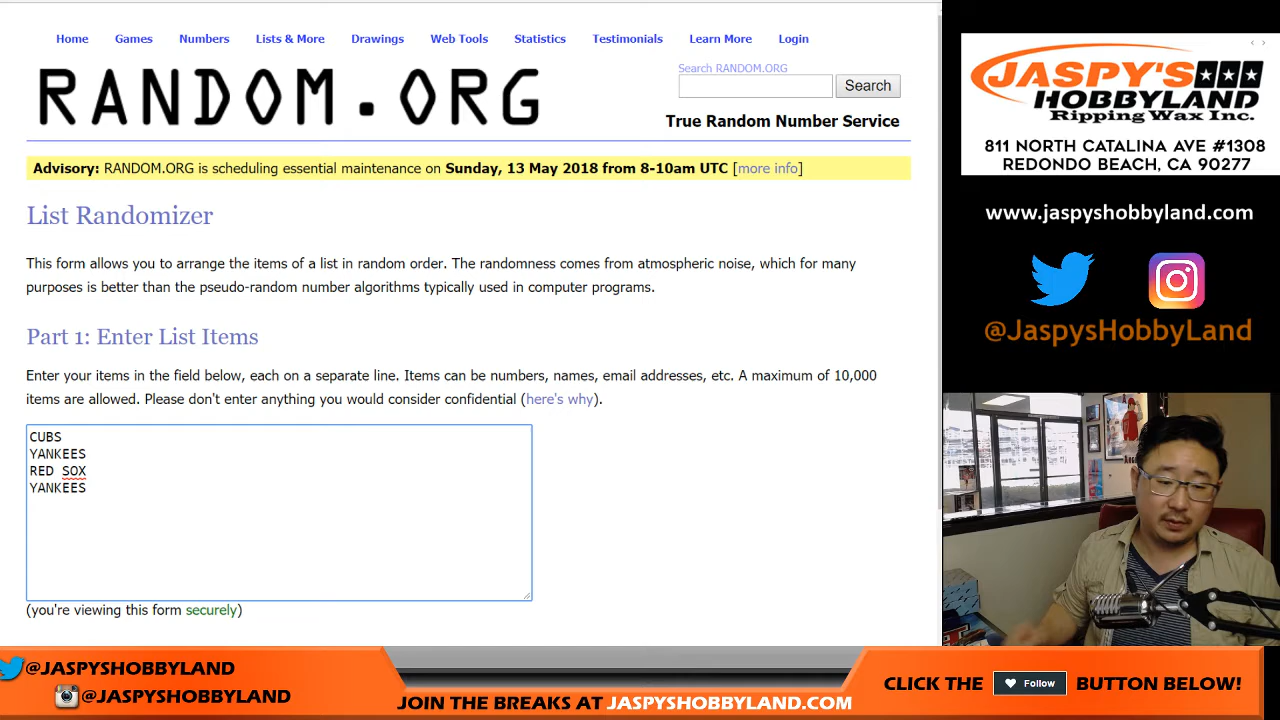 Home Games Numbers Lists & More Drawings Web Tools Statistics Testimonials Learn More Login
RANDOM.ORG
Search RANDOM.ORG
Search
True Random Number Service
Advisory: RANDOM.ORG is scheduling essential maintenance on Sunday, 13 May 2018 from 8-10am UTC [more info]
List Randomizer
This form allows you to arrange the items of a list in random order. The randomness comes from atmospheric noise, which for many
purposes is better than the pseudo-random number algorithms typically used in computer programs.
Part 1: Enter List Items
Enter your items in the field below, each on a separate line. Items can be numbers, names, email addresses, etc. A maximum of 10,000
items are allowed. Please don't enter anything you would consider confidential (here's why).
CUBS
YANKEES
RED SOX
YANKEES
(you're viewing this form securely)
JASPY'S
HOBBYLAND
Ripping Wax Inc.
811 NORTH CATALINA AVE #1308
REDONDO BEACH, CA 90277
www.jaspyshobbyland.com
@JaspysHobbyLand
@JASPYSHOBBYLAND
@JASPYSHOBBYLAND
JOIN THE BREAKS AT JASPYSHOBBYLAND.COM
CLICK THE Follow BUTTON BELOW!